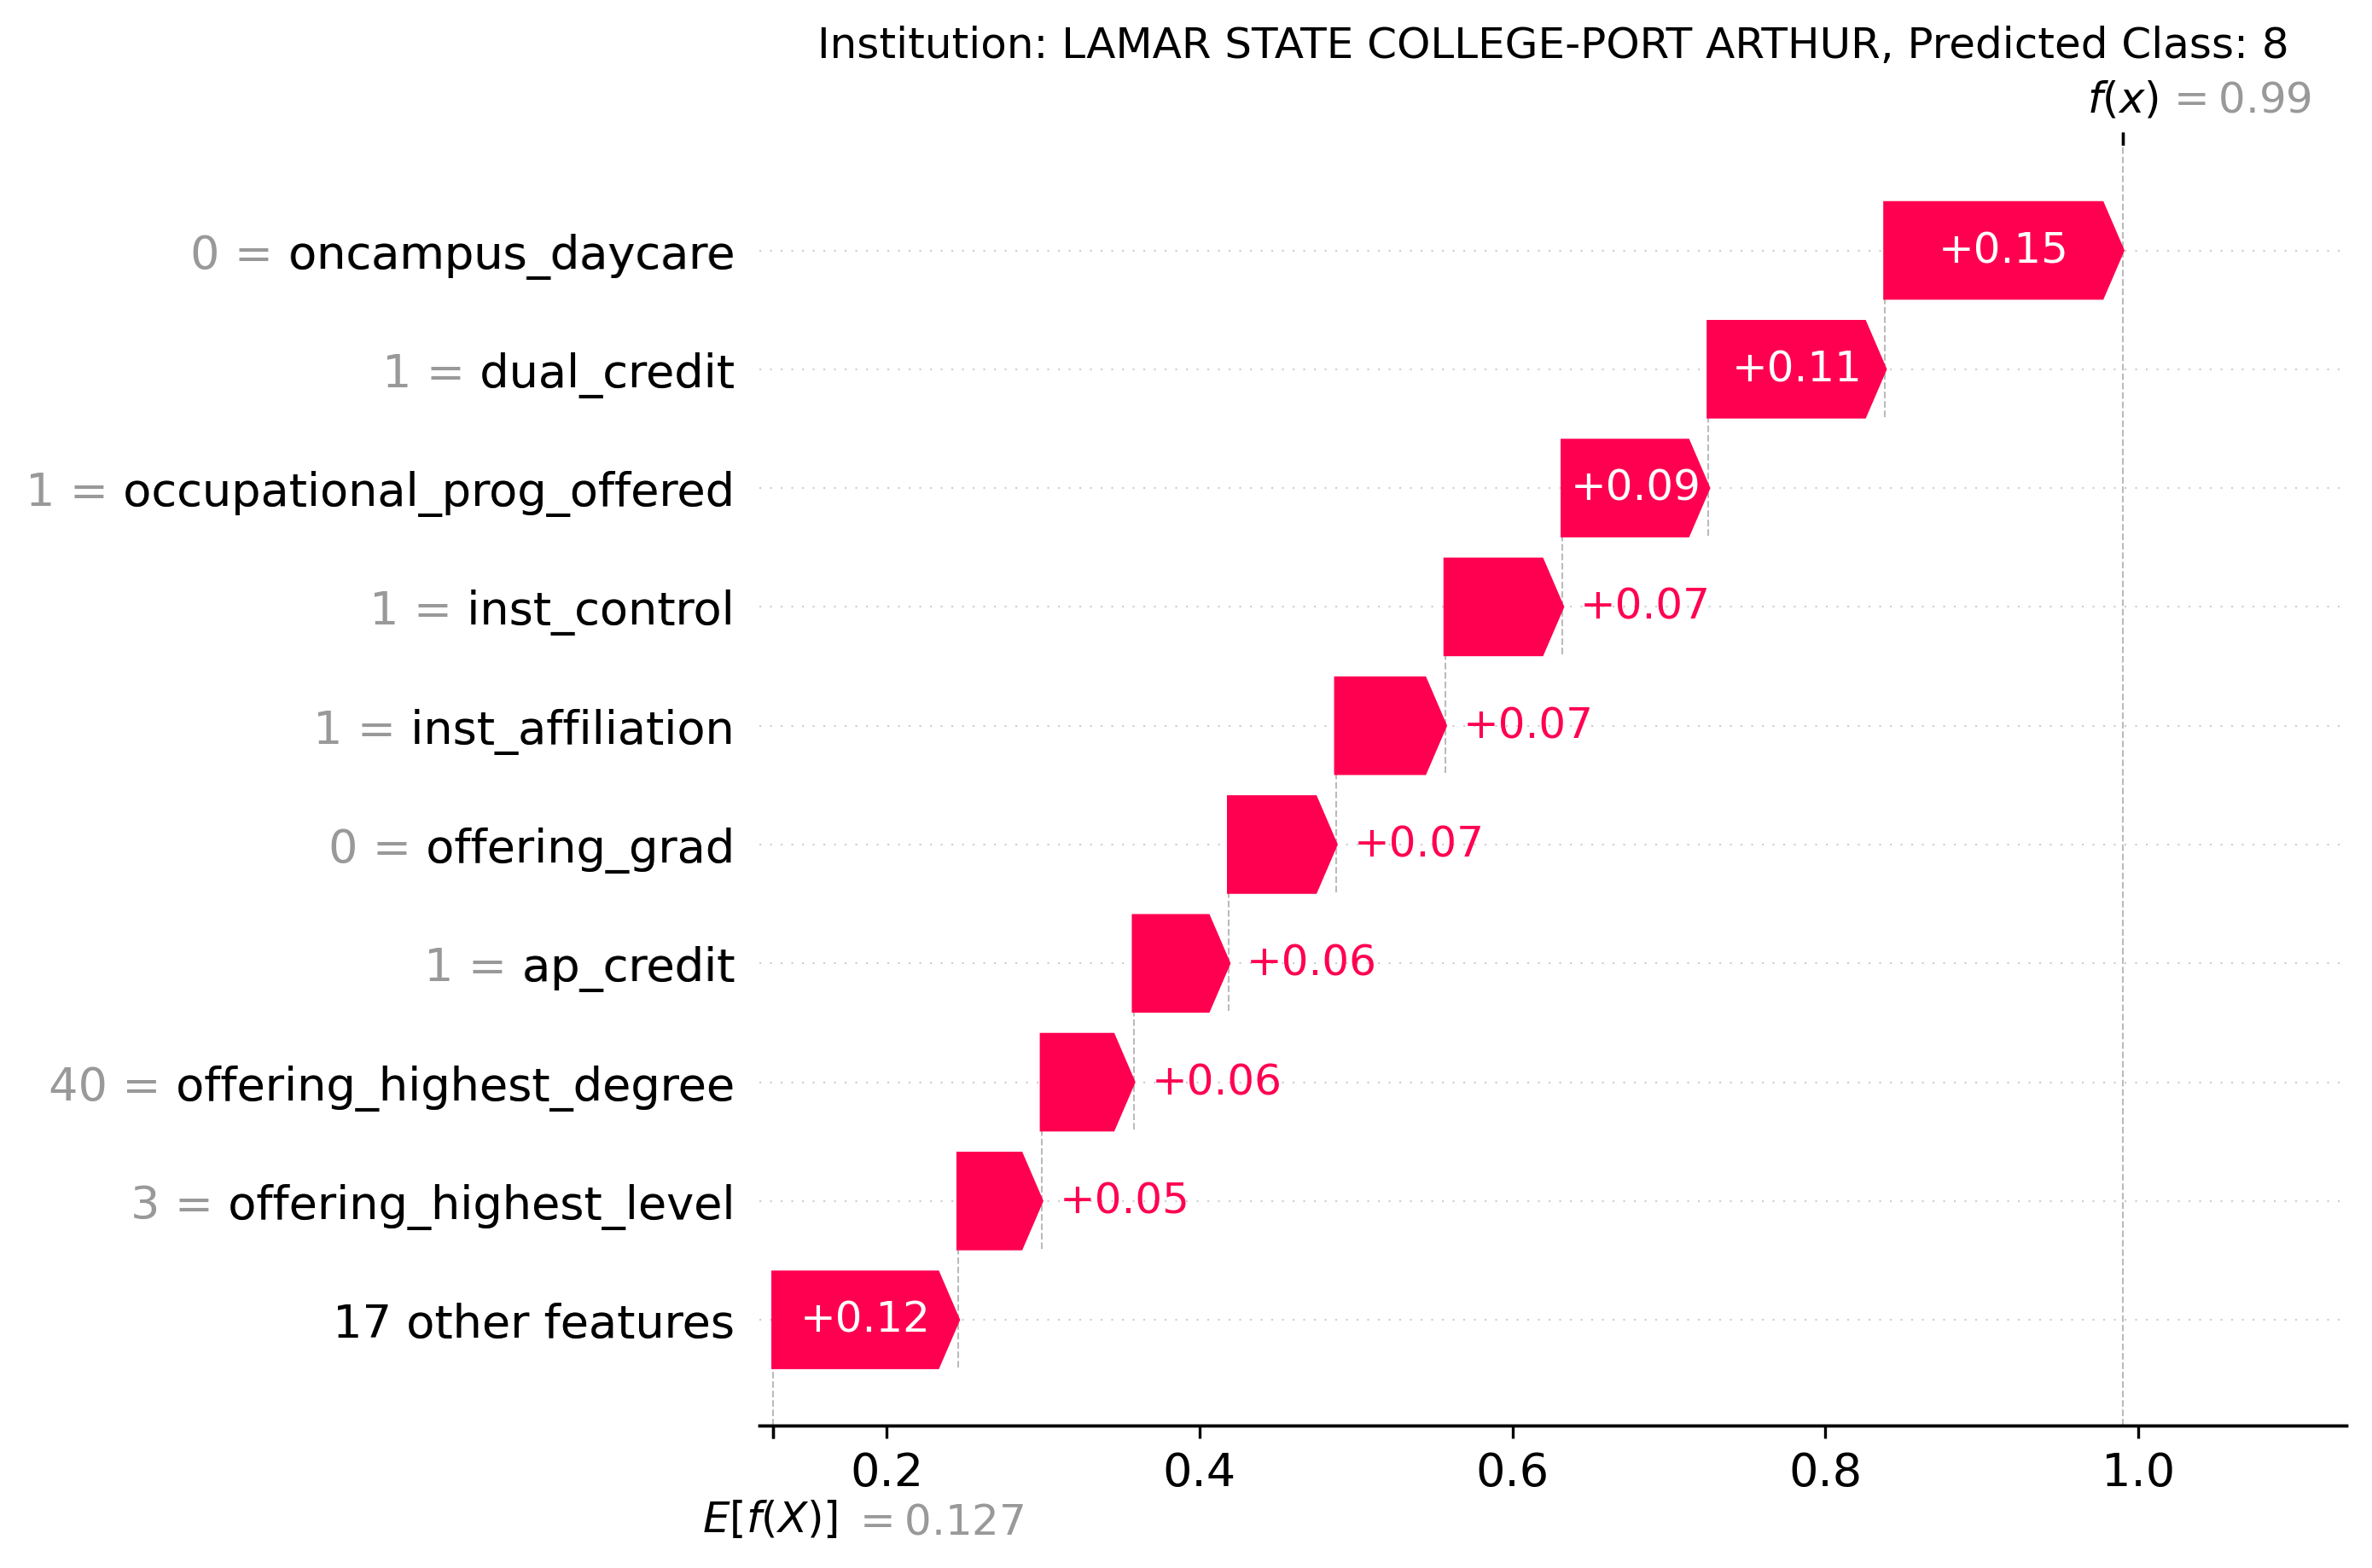 Institution: LAMAR STATE COLLEGE-PORT ARTHUR, Predicted Class: 8
f(x) = 0.99
0 = oncampus_daycare +0.15
1 = dual_credit +0.11
1 = occupational_prog_offered +0.09
1 = inst_control +0.07
1 = inst_affiliation +0.07
0 = offering_grad +0.07
1 = ap_credit +0.06
40 = offering_highest_degree +0.06
3 = offering_highest_level +0.05
17 other features +0.12
0.2 0.4 0.6 0.8 1.0
E[f(X)] = 0.127